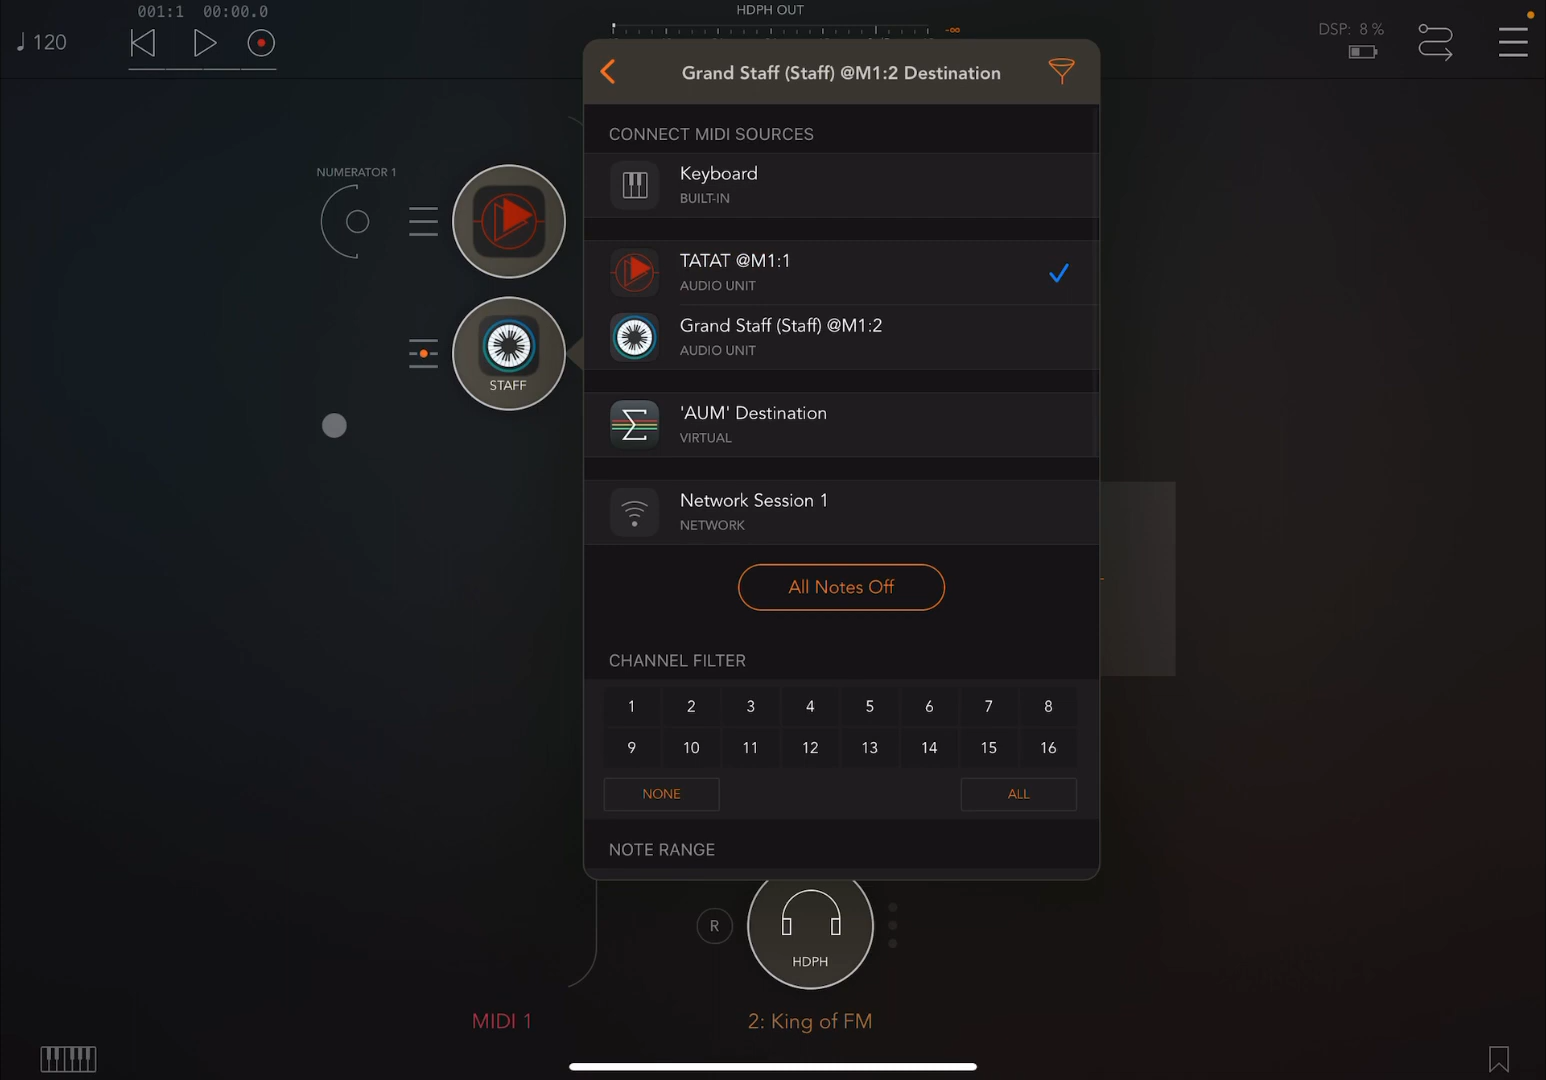 001:1 00:00.0
HDPH OUT
♩ 120
-∞
DSP: 8 %
Grand Staff (Staff) @M1:2 Destination
CONNECT MIDI SOURCES
NUMERATOR 1
Keyboard
BUILT-IN
TATAT @M1:1
AUDIO UNIT
Grand Staff (Staff) @M1:2
AUDIO UNIT
STAFF
'AUM' Destination
VIRTUAL
Network Session 1
NETWORK
All Notes Off
CHANNEL FILTER
1 2 3 4 5 6 7 8
9 10 11 12 13 14 15 16
NONE ALL
NOTE RANGE
R
HDPH
MIDI 1
2: King of FM